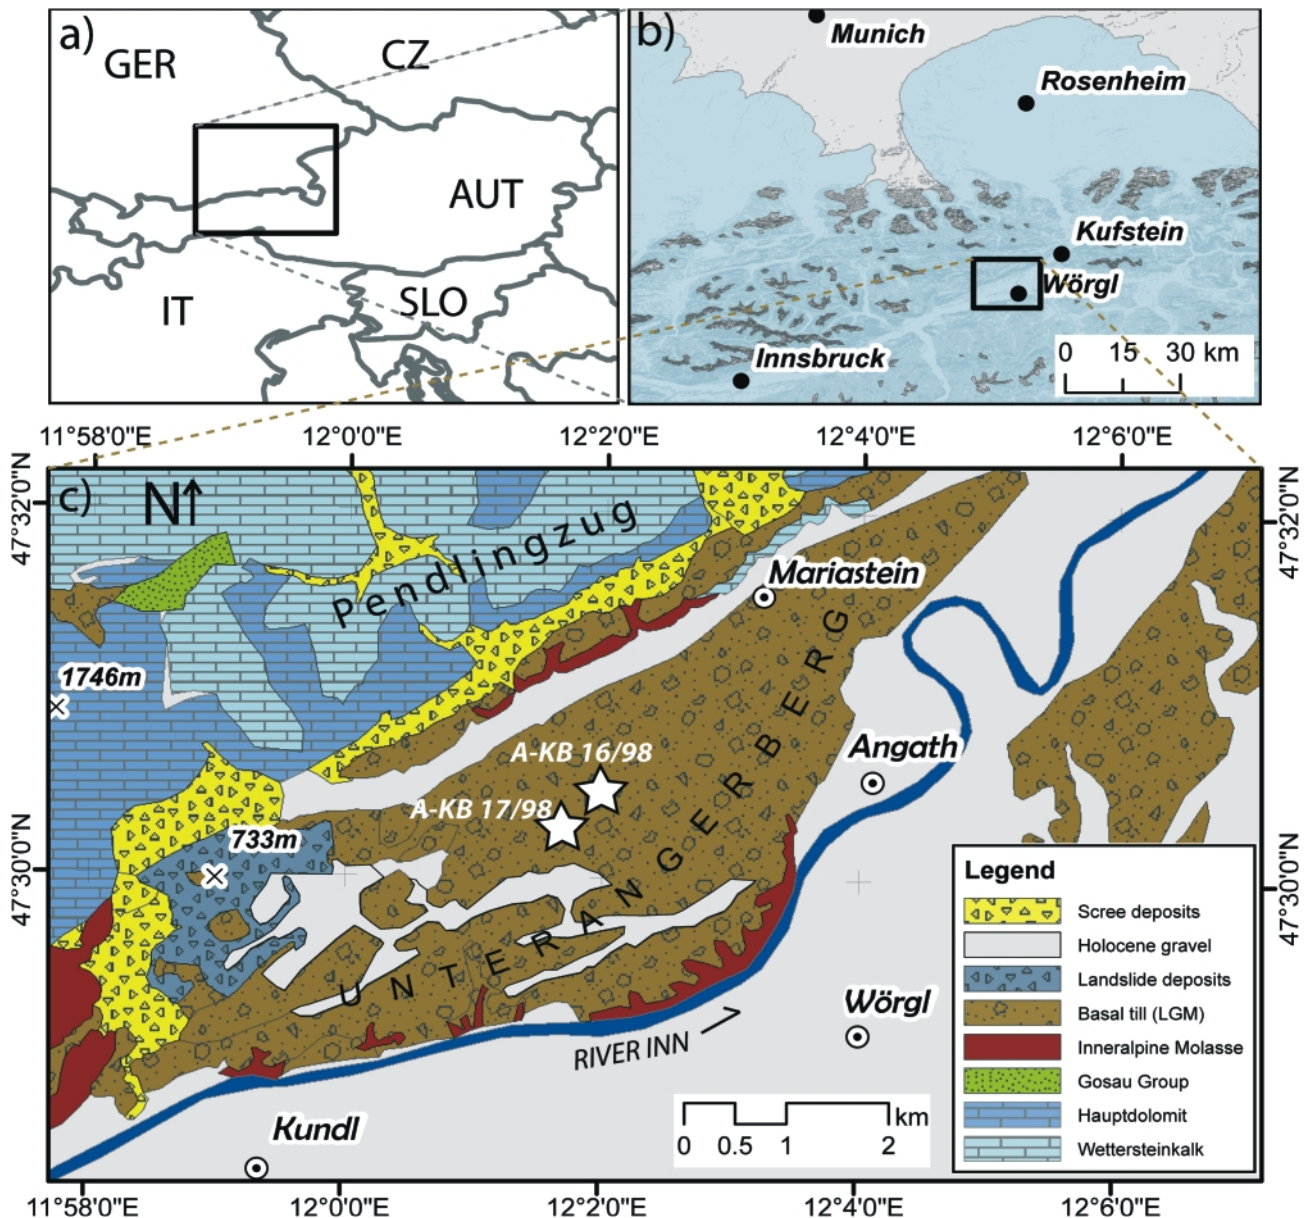 a)
GER
CZ
AUT
IT
SLO
b)
Munich
Rosenheim
Kufstein
Wörgl
Innsbruck
0 15 30 km
11°58'0"E 12°0'0"E 12°2'0"E 12°4'0"E 12°6'0"E
47°32'0"N
47°30'0"N
c)
N↑
Pendlingzug
Mariastein
1746m
A-KB 16/98
A-KB 17/98
733m
Angath
UNTERANGERBERG
Wörgl
RIVER INN
Kundl
0 0.5 1 2 km
Legend
Scree deposits
Holocene gravel
Landslide deposits
Basal till (LGM)
Inneralpine Molasse
Gosau Group
Hauptdolomit
Wettersteinkalk
47°32'0"N
47°30'0"N
11°58'0"E 12°0'0"E 12°2'0"E 12°4'0"E 12°6'0"E